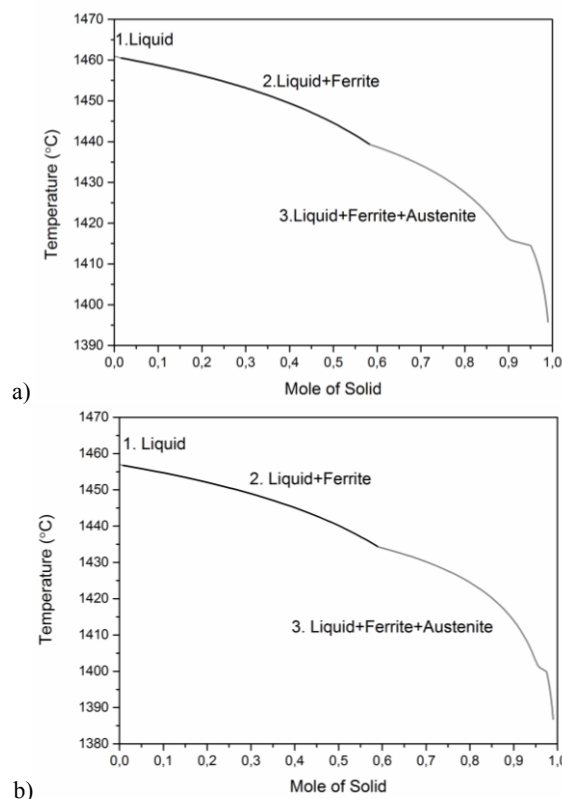 1470
1.Liquid
1460
2.Liquid+Ferrite
1450
1440
1430
3.Liquid+Ferrite+Austenite
1420
1410
1400
1390
Temperature (°C)
0,0 0,1 0,2 0,3 0,4 0,5 0,6 0,7 0,8 0,9 1,0
Mole of Solid
a)
1470
1. Liquid
1460
2. Liquid+Ferrite
1450
1440
1430
1420
3. Liquid+Ferrite+Austenite
1410
1400
1390
1380
Temperature (°C)
0,0 0,1 0,2 0,3 0,4 0,5 0,6 0,7 0,8 0,9 1,0
Mole of Solid
b)